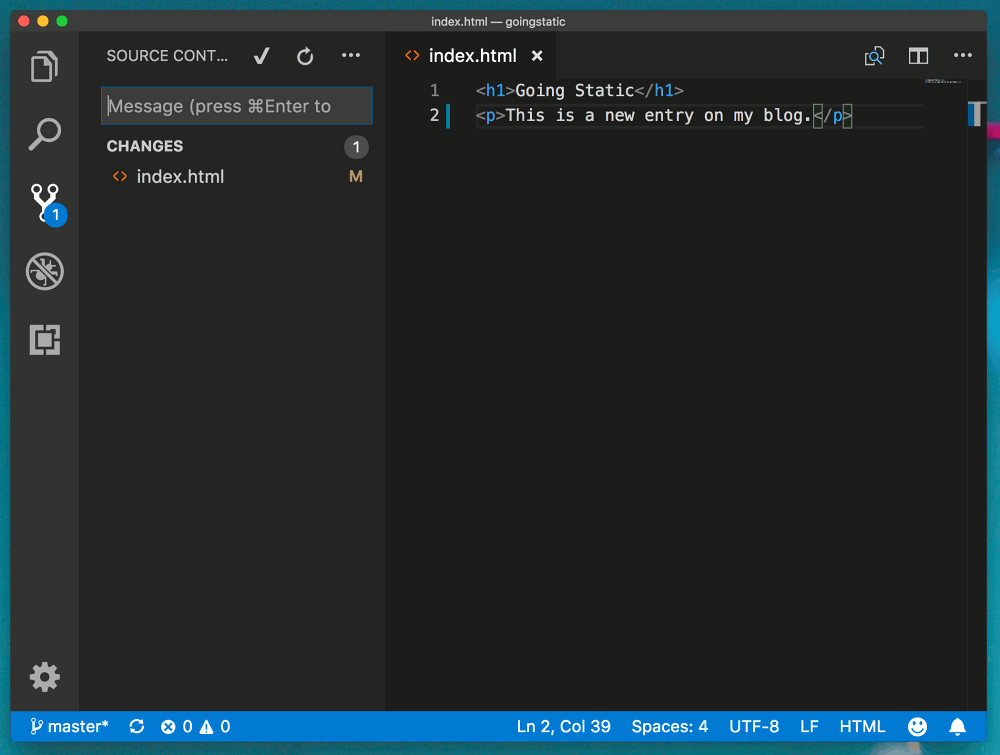 index.html — goingstatic
SOURCE CONT...
Message (press ⌘Enter to
CHANGES 1
index.html M
1
index.html
1 <h1>Going Static</h1>
2 <p>This is a new entry on my blog.</p>
master* 0 0
Ln 2, Col 39 Spaces: 4 UTF-8 LF HTML